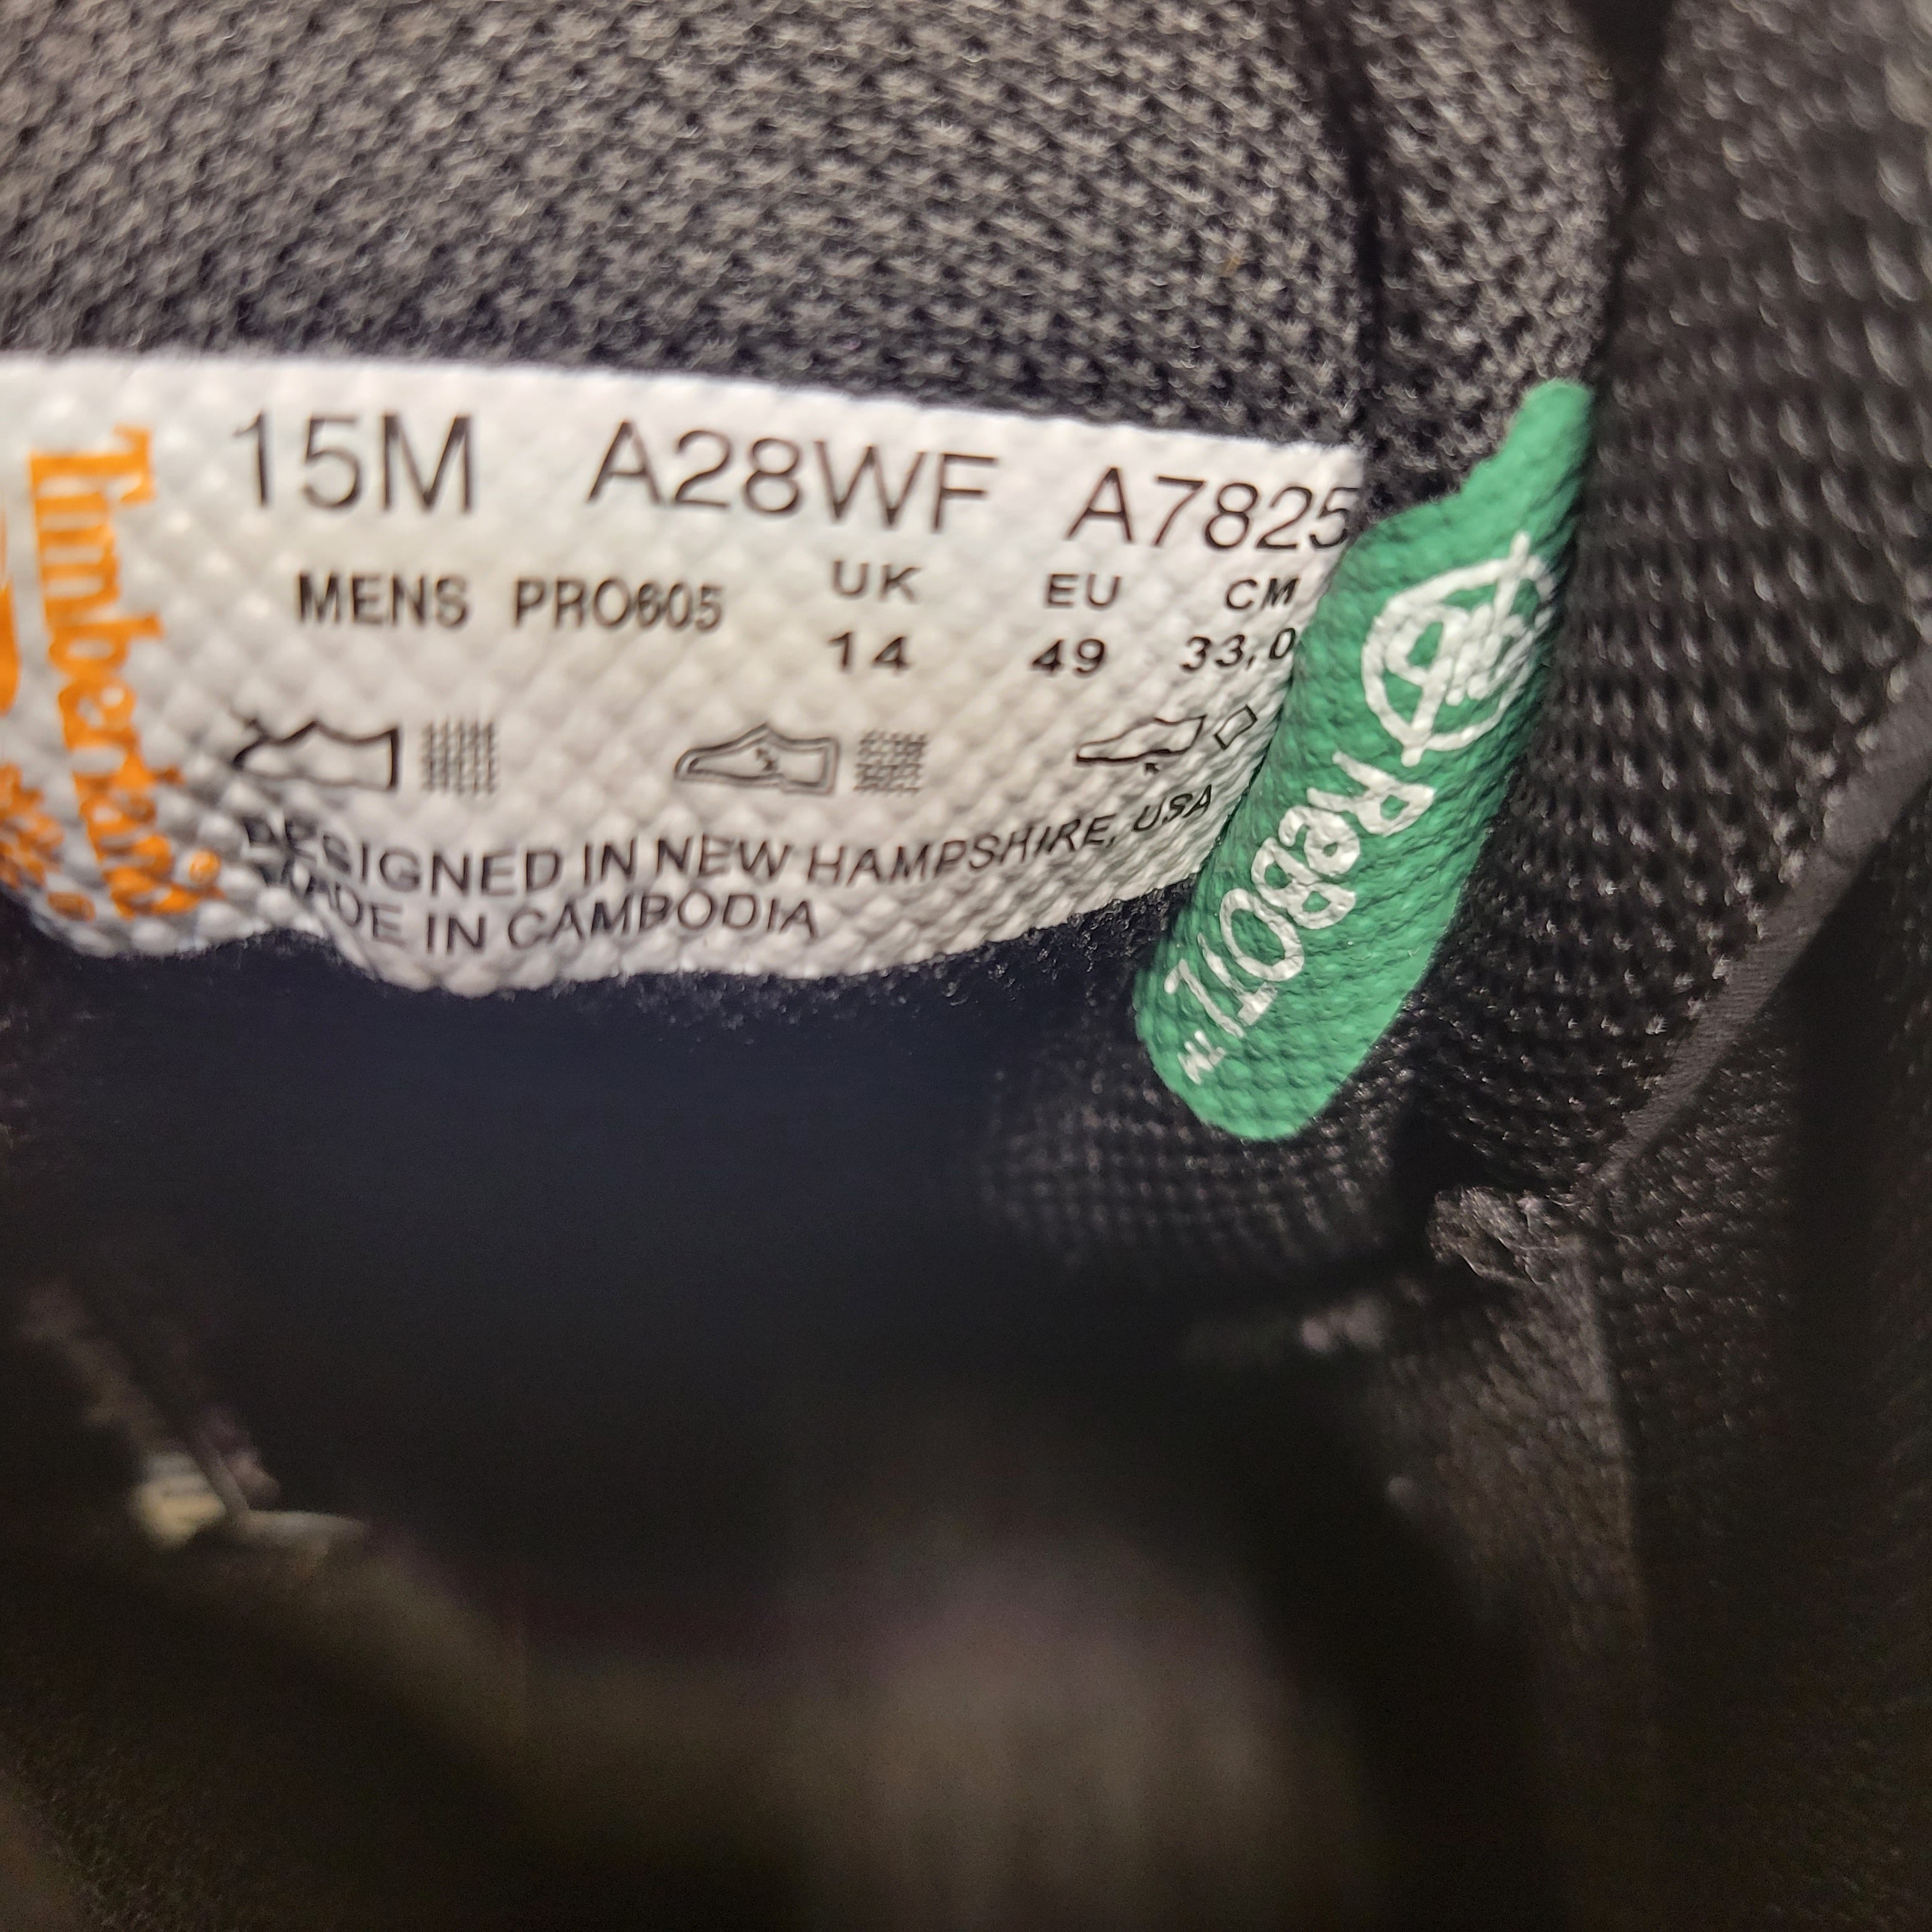 Timberland®
15M A28WF A7825
MENS PRO605
UK EU CM
14 49 33,0
DESIGNED IN NEW HAMPSHIRE, USA
MADE IN CAMBODIA
ReBOTL™